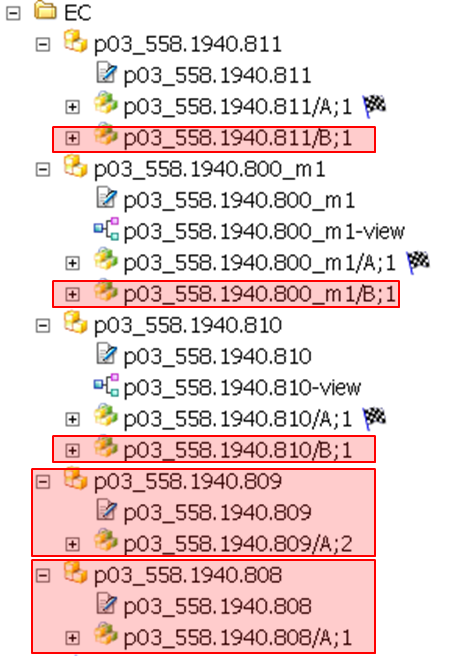 EC
p03_558.1940.811
p03_558.1940.811
p03_558.1940.811/A;1
p03_558.1940.811/B;1
p03_558.1940.800_m1
p03_558.1940.800_m1
p03_558.1940.800_m1-view
p03_558.1940.800_m1/A;1
p03_558.1940.800_m1/B;1
p03_558.1940.810
p03_558.1940.810
p03_558.1940.810-view
p03_558.1940.810/A;1
p03_558.1940.810/B;1
p03_558.1940.809
p03_558.1940.809
p03_558.1940.809/A;2
p03_558.1940.808
p03_558.1940.808
p03_558.1940.808/A;1